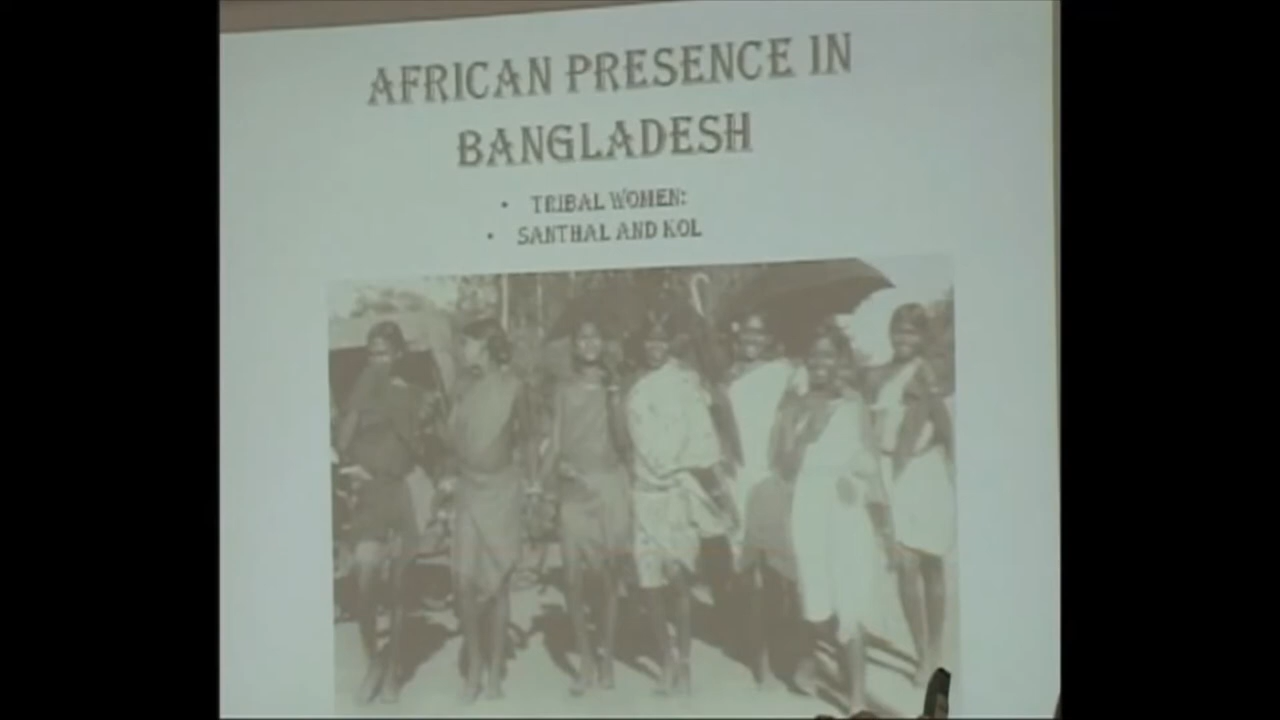 AFRICAN PRESENCE IN
BANGLADESH
• TRIBAL WOMEN:
• SANTHAL AND KOL